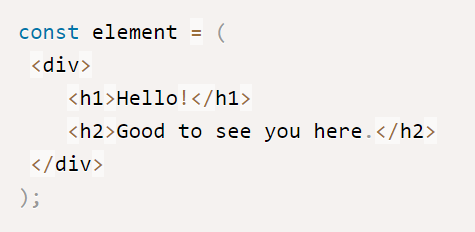 const element = (
<div>
<h1>Hello!</h1>
<h2>Good to see you here.</h2>
</div>
);